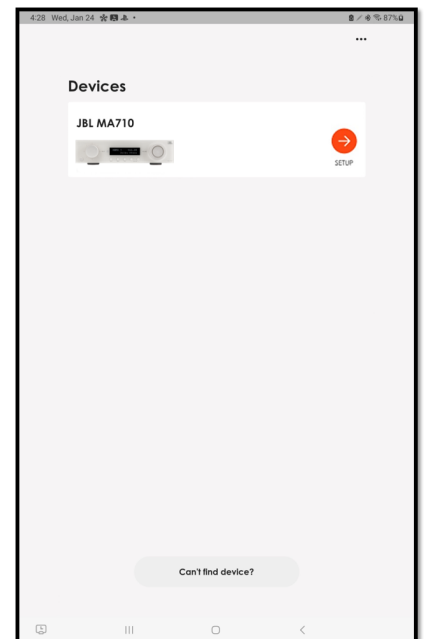 4:28 Wed, Jan 24
87%
Devices
JBL MA710
SETUP
Can't find device?